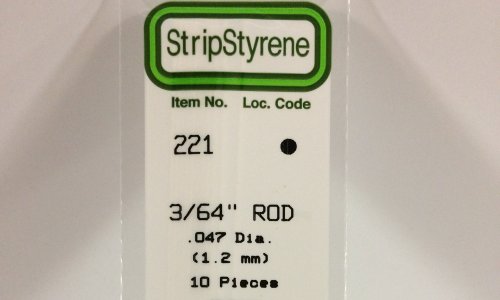 StripStyrene
Item No. Loc. Code
221 ●
3/64" ROD
.047 Dia.
(1.2 mm)
10 Pieces